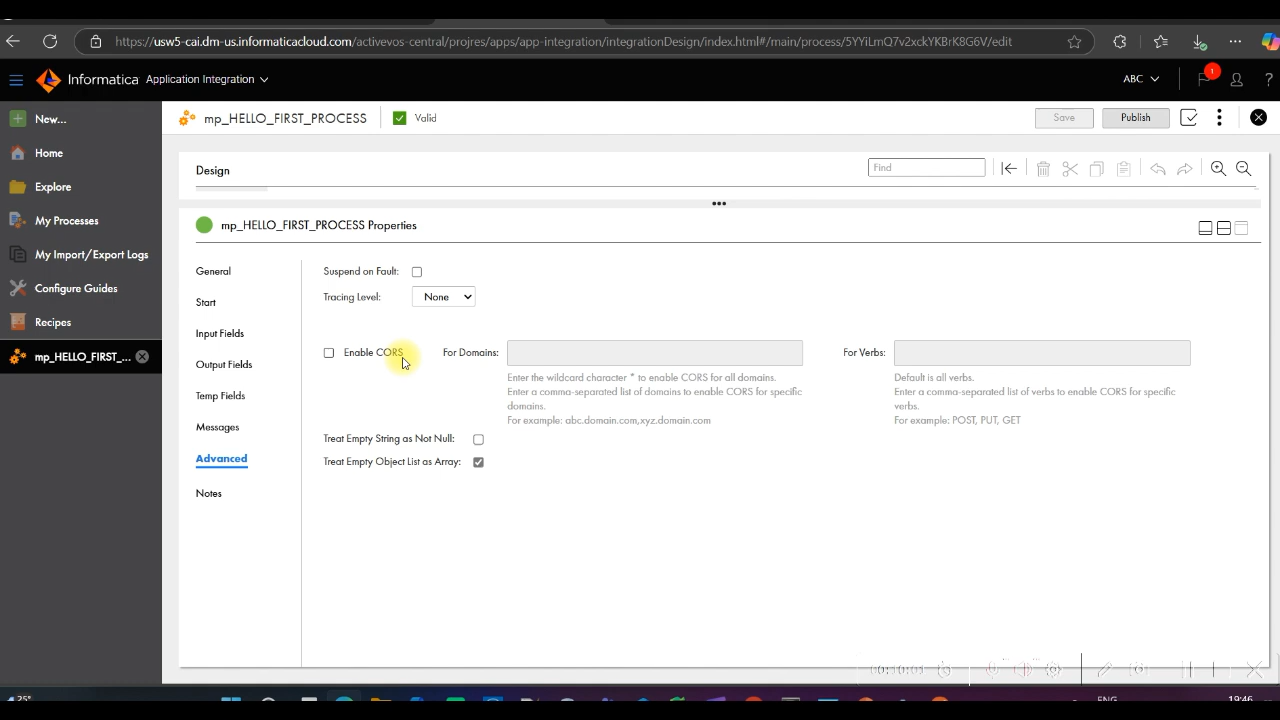 https://usw5-cai.dm-us.informaticacloud.com/activevos-central/projres/apps/app-integration/integrationDesign/index.html#/main/process/5YYiLmQ7v2xckYKBrK8G6V/edit
Informatica Application Integration
ABC
1
?
New...
mp_HELLO_FIRST_PROCESS
Valid
Save
Publish
Home
Explore
My Processes
My Import/Export Logs
Configure Guides
Recipes
mp_HELLO_FIRST_...
Design
Find
mp_HELLO_FIRST_PROCESS Properties
General
Start
Input Fields
Output Fields
Temp Fields
Messages
Advanced
Notes
Suspend on Fault:
Tracing Level: None
Enable CORS For Domains: For Verbs:
Enter the wildcard character * to enable CORS for all domains.
Enter a comma-separated list of domains to enable CORS for specific
domains.
For example: abc.domain.com,xyz.domain.com
Default is all verbs.
Enter a comma-separated list of verbs to enable CORS for specific
verbs.
For example: POST, PUT, GET
Treat Empty String as Not Null:
Treat Empty Object List as Array:
ENG
19:46